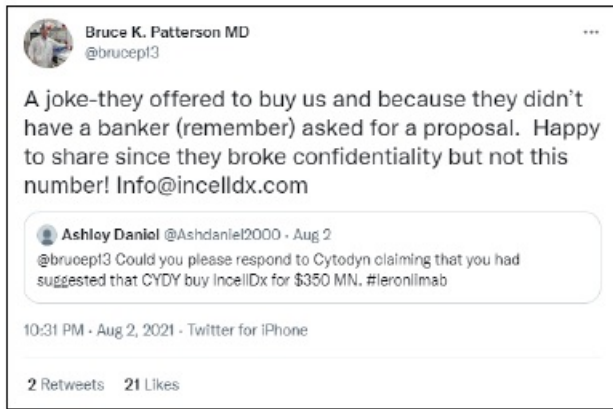 Bruce K. Patterson MD
@brucep13
A joke-they offered to buy us and because they didn't
have a banker (remember) asked for a proposal. Happy
to share since they broke confidentiality but not this
number! Info@incelldx.com
Ashley Daniel @Ashdaniel2000 · Aug 2
@brucep13 Could you please respond to Cytodyn claiming that you had
suggested that CYDY buy IncellDx for $350 MN. #leronlimab
10:31 PM · Aug 2, 2021 · Twitter for iPhone
2 Retweets 21 Likes